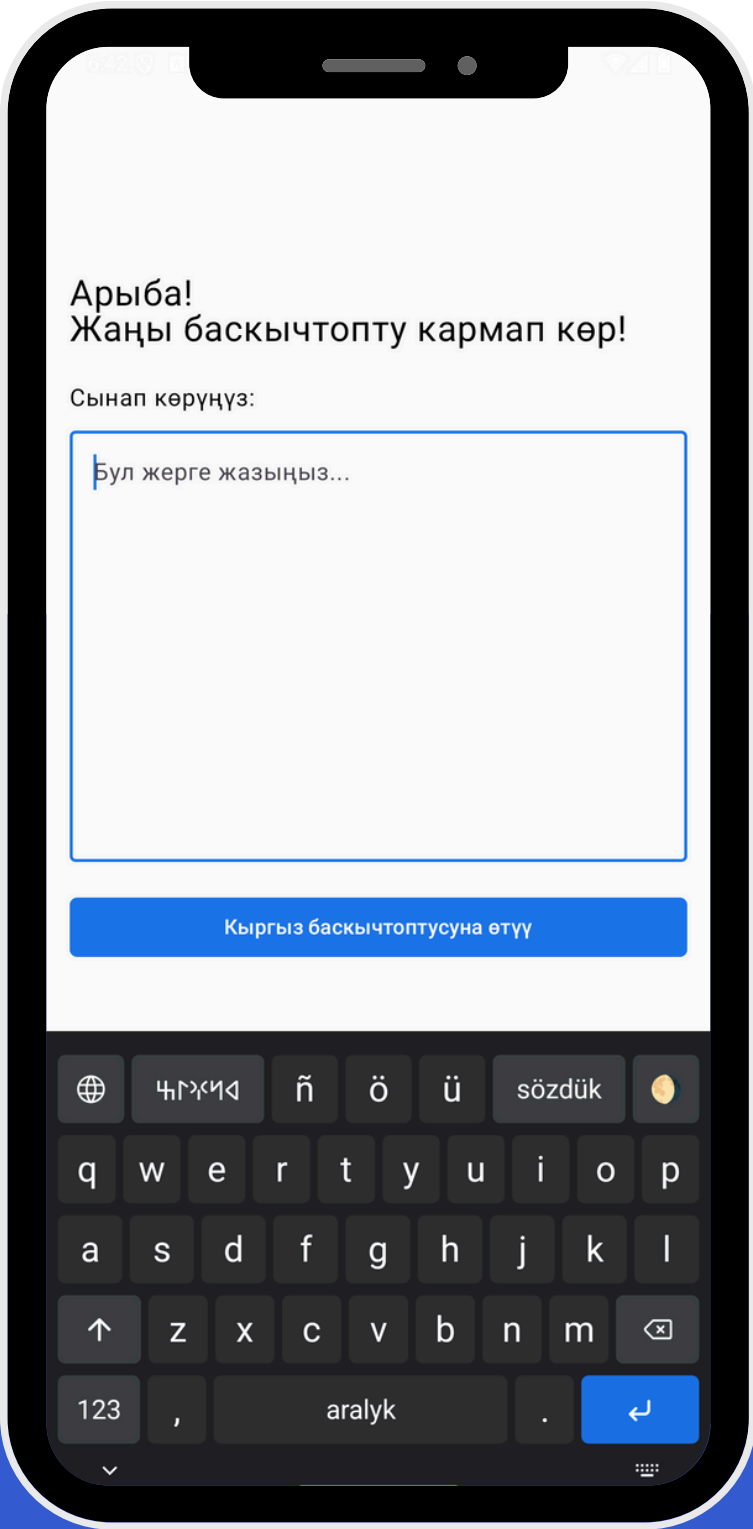 Арыба!
Жаңы баскычтопту кармап көр!
Сынап көрүңүз:
Бул жерге жазыңыз...
Кыргыз баскычтоптусуна өтүү
ñ ö ü sözdük
q w e r t y u i o p
a s d f g h j k l
z x c v b n m
123 , aralyk .